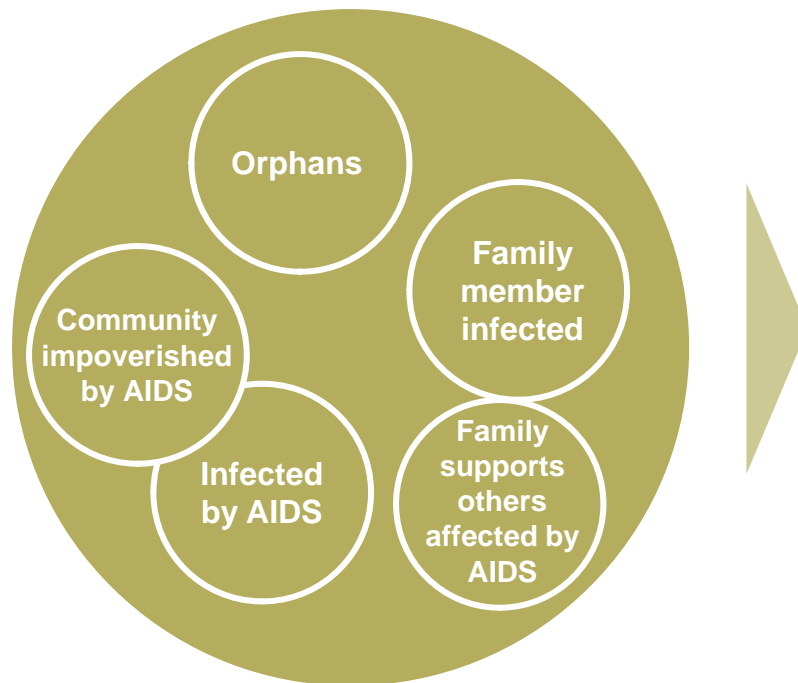 Orphans
Family
member
infected
Community
impoverished
by AIDS
Infected
by AIDS
Family
supports
others
affected by
AIDS